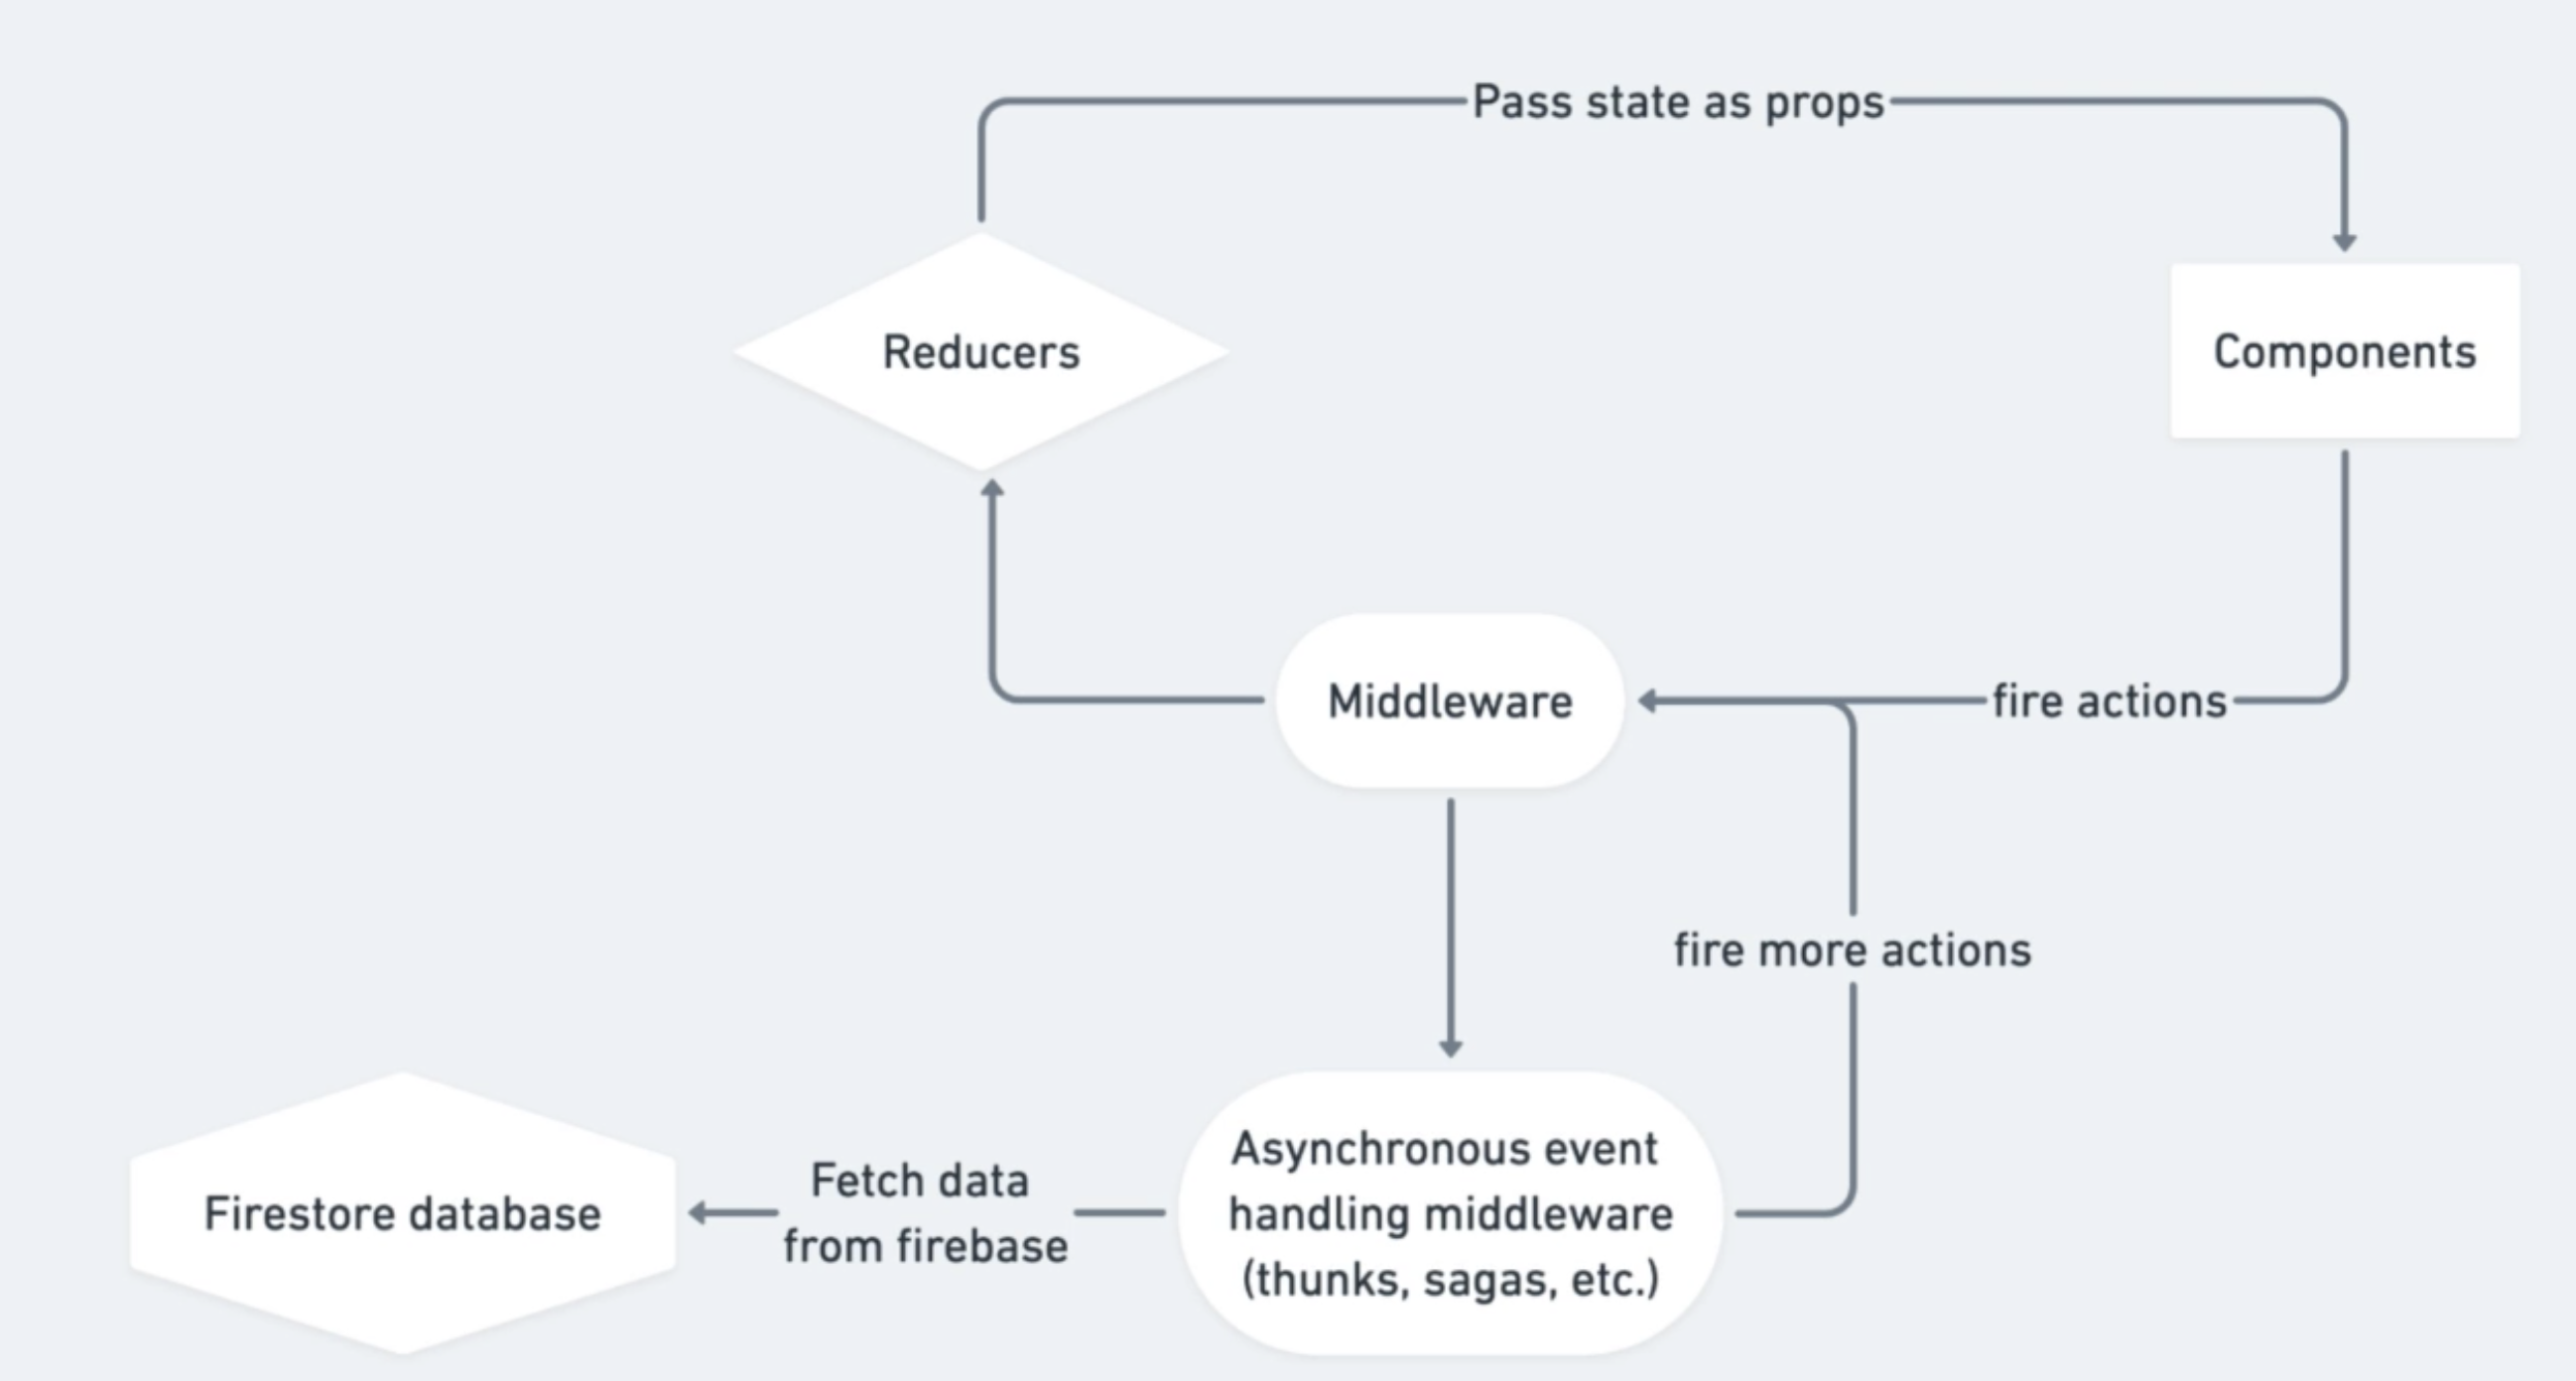 Pass state as props
Reducers
Components
Middleware
fire actions
fire more actions
Asynchronous event
handling middleware
(thunks, sagas, etc.)
Fetch data
from firebase
Firestore database